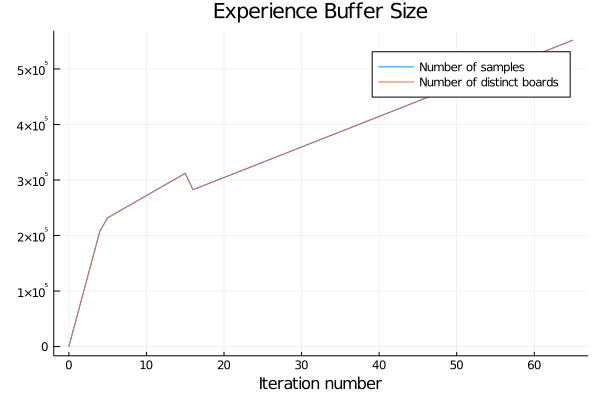 Experience Buffer Size
Number of samples
Number of distinct boards
5×10⁵
4×10⁵
3×10⁵
2×10⁵
1×10⁵
0
0 10 20 30 40 50 60
Iteration number